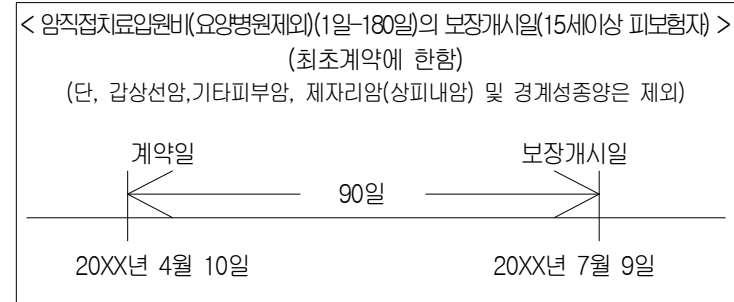 < 암직접치료입원비(요양병원제외)(1일-180일)의 보장개시일(15세이상 피보험자) >
(최초계약에 한함)
(단, 갑상선암,기타피부암, 제자리암(상피내암) 및 경계성종양은 제외)
계약일 보장개시일
90일
20XX년 4월 10일 20XX년 7월 9일